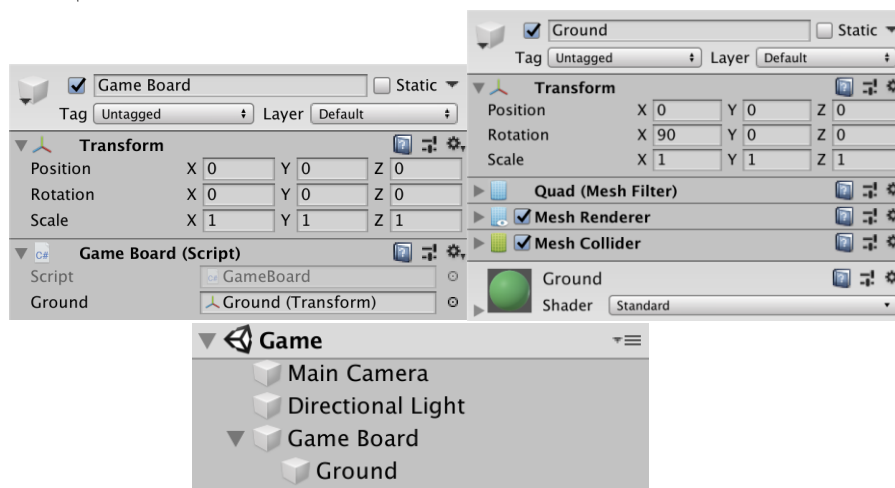 Game Board
Static
Tag Untagged Layer Default
Transform
Position X 0 Y 0 Z 0
Rotation X 0 Y 0 Z 0
Scale X 1 Y 1 Z 1
Game Board (Script)
Script C# GameBoard
Ground Ground (Transform)
Ground
Static
Tag Untagged Layer Default
Transform
Position X 0 Y 0 Z 0
Rotation X 90 Y 0 Z 0
Scale X 1 Y 1 Z 1
Quad (Mesh Filter)
Mesh Renderer
Mesh Collider
Ground
Shader Standard
Game
Main Camera
Directional Light
Game Board
Ground